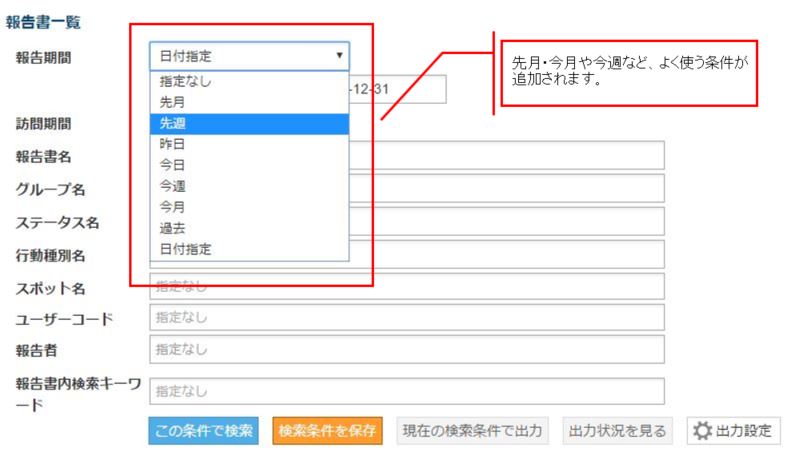 報告書一覧
報告期間
日付指定
指定なし
先月
先週
昨日
今日
今週
今月
過去
日付指定
-12-31
先月・今月や今週など、よく使う条件が
追加されます。
訪問期間
報告書名
グループ名
ステータス名
行動種別名
スポット名
指定なし
ユーザーコード
指定なし
報告者
指定なし
報告書内検索キーワ
ード
指定なし
この条件で検索
検索条件を保存
現在の検索条件で出力
出力状況を見る
出力設定